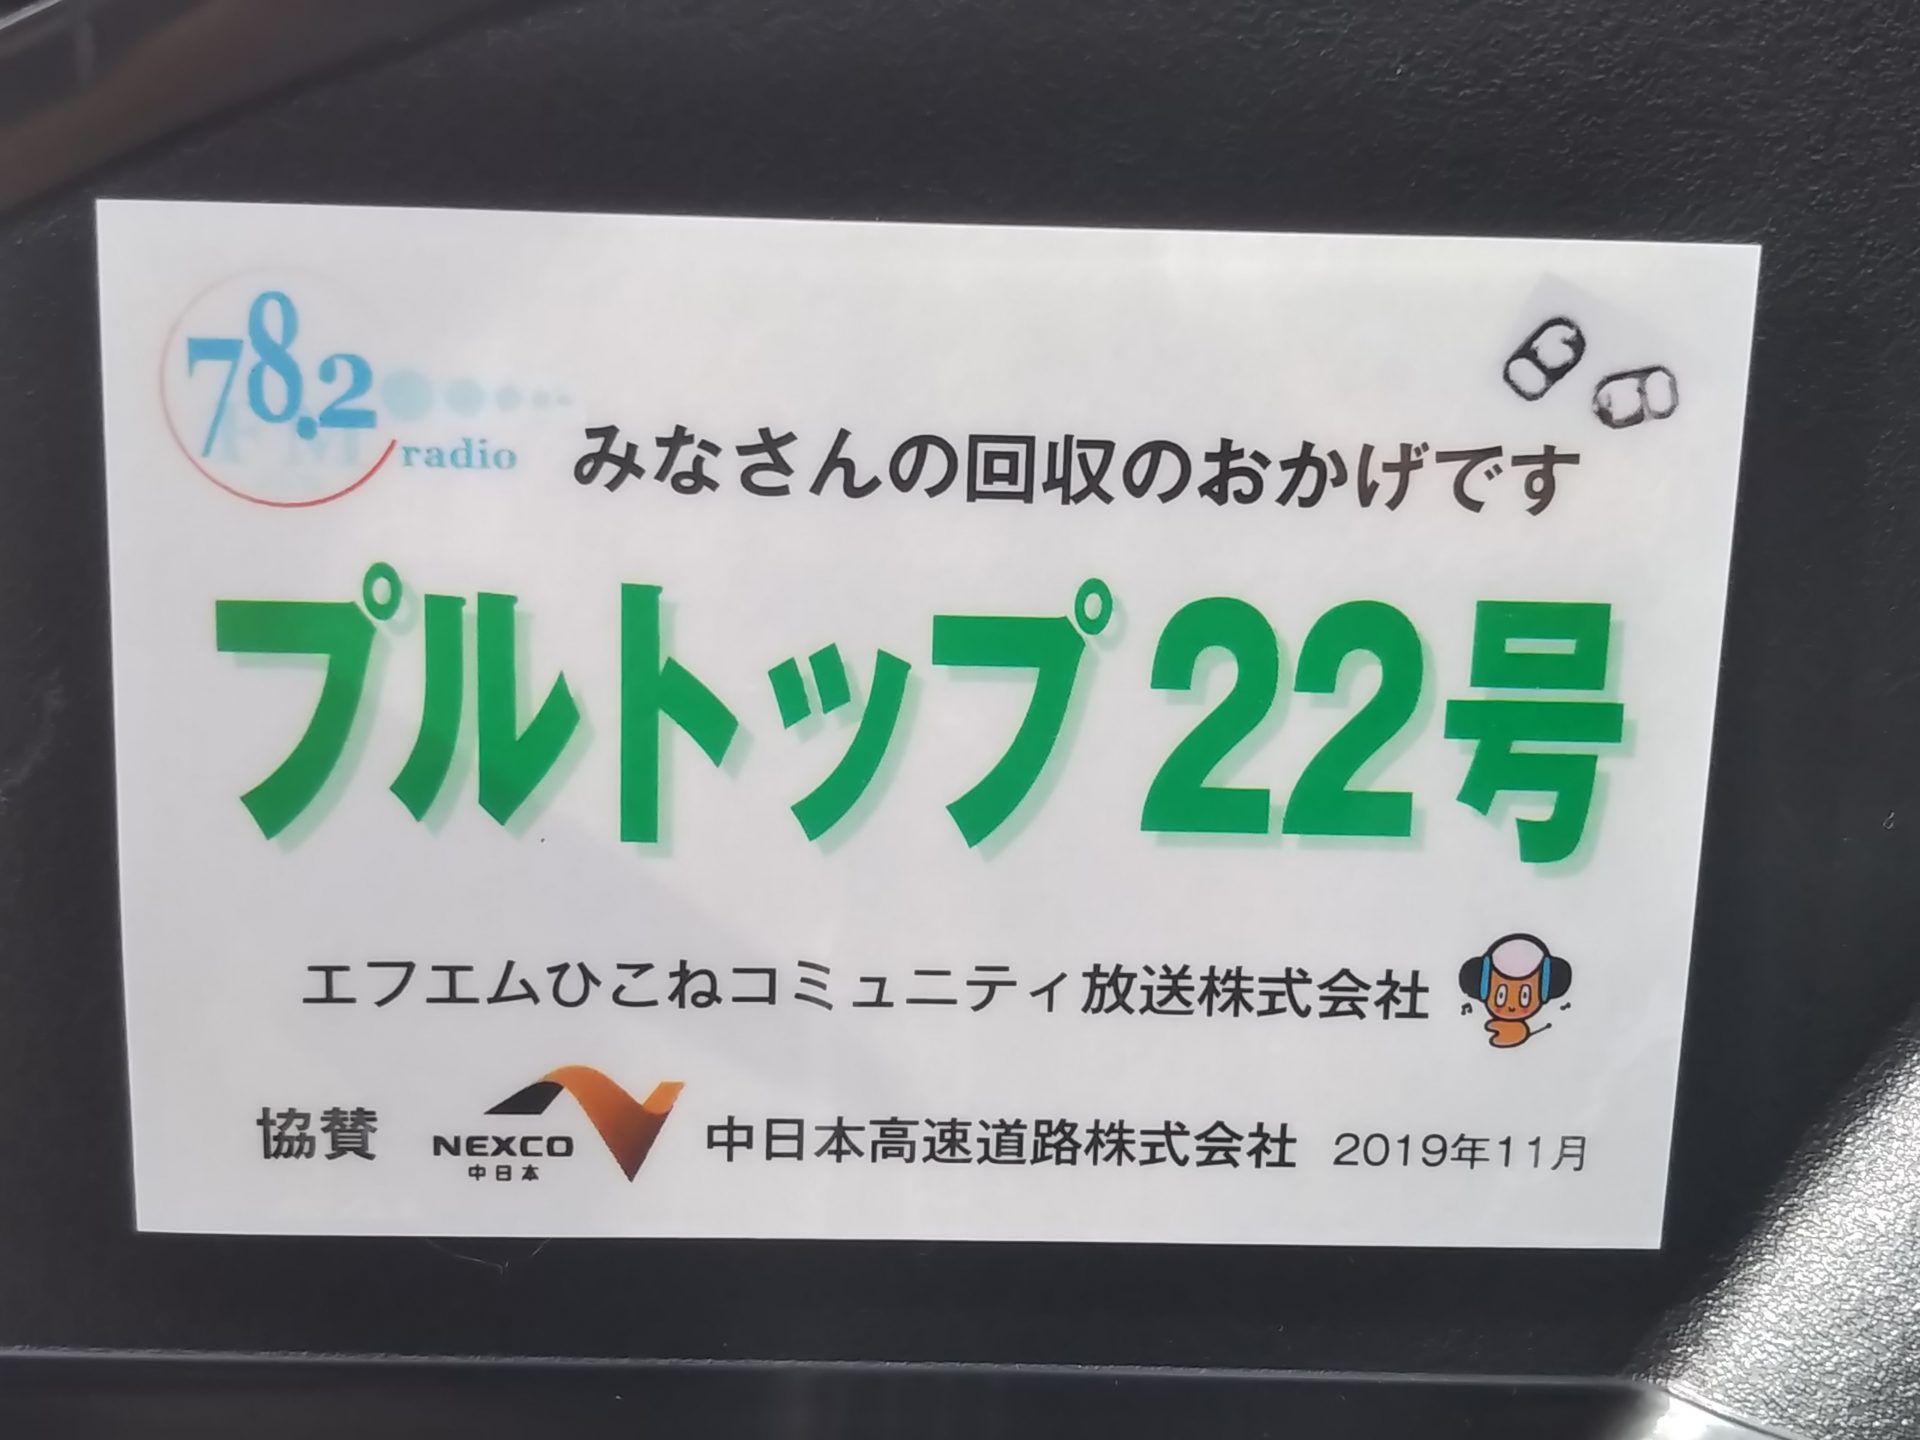 78.2
FM
radio
みなさんの回収のおかげです
プルトップ22号
エフエムひこねコミュニティ放送株式会社
協賛 NEXCO 中日本 中日本高速道路株式会社 2019年11月